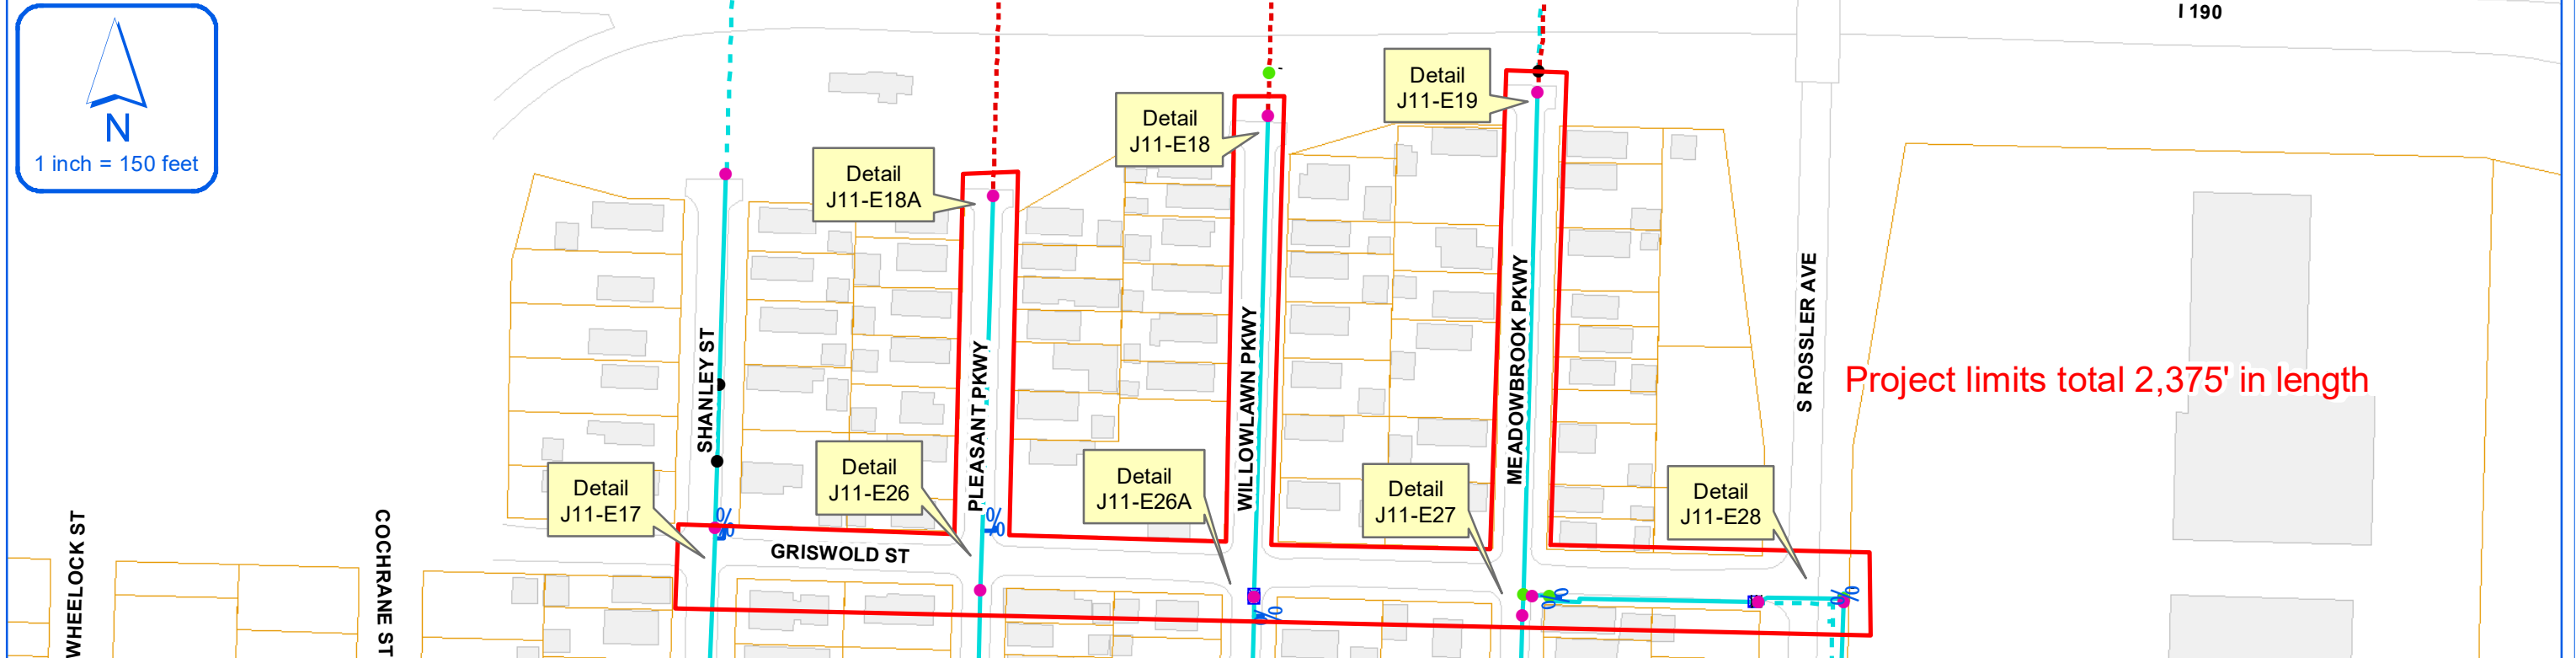 N
1 inch = 150 feet
I 190
Detail
J11-E19
Detail
J11-E18
Detail
J11-E18A
SHANLEY ST
PLEASANT PKWY
WILLOWLAWN PKWY
MEADOWBROOK PKWY
S ROSSLER AVE
Project limits total 2,375' in length
Detail
J11-E17
Detail
J11-E26
Detail
J11-E26A
Detail
J11-E27
Detail
J11-E28
GRISWOLD ST
WHEELOCK ST
COCHRANE ST